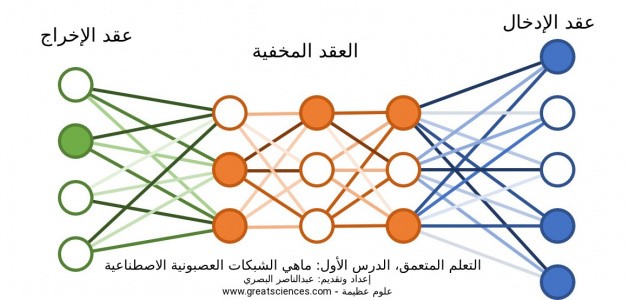 عقد الإدخال
عقد الإخراج
العقد المخفية
التعلم المتعمق، الدرس الأول: ماهي الشبكات العصبونية الاصطناعية
إعداد وتقديم: عبدالناصر البصري
علوم عظيمة - www.greatsciences.com